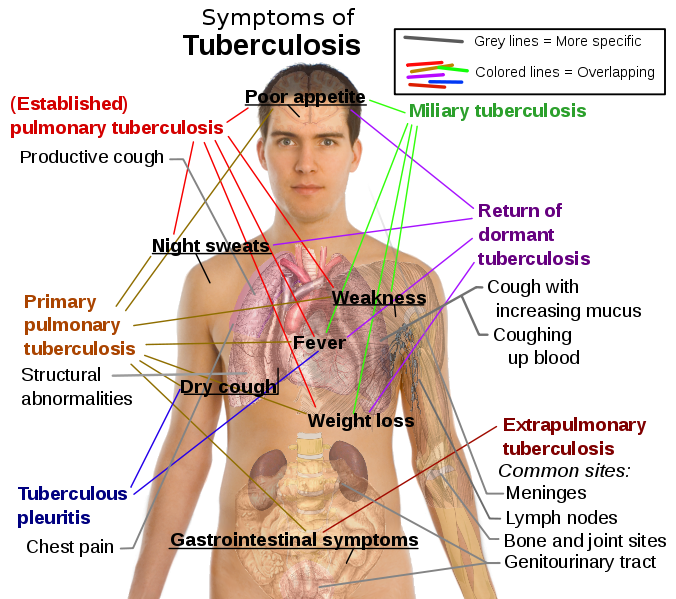 Symptoms of
Tuberculosis
Grey lines = More specific
Colored lines = Overlapping
Poor appetite
(Established)
pulmonary tuberculosis
Productive cough
Miliary tuberculosis
Return of
dormant
tuberculosis
Cough with
increasing mucus
Coughing
up blood
Night sweats
Weakness
Primary
pulmonary
tuberculosis
Structural
abnormalities
Fever
Dry cough
Weight loss
Extrapulmonary
tuberculosis
Common sites:
Meninges
Lymph nodes
Bone and joint sites
Genitourinary tract
Tuberculous
pleuritis
Chest pain
Gastrointestinal symptoms